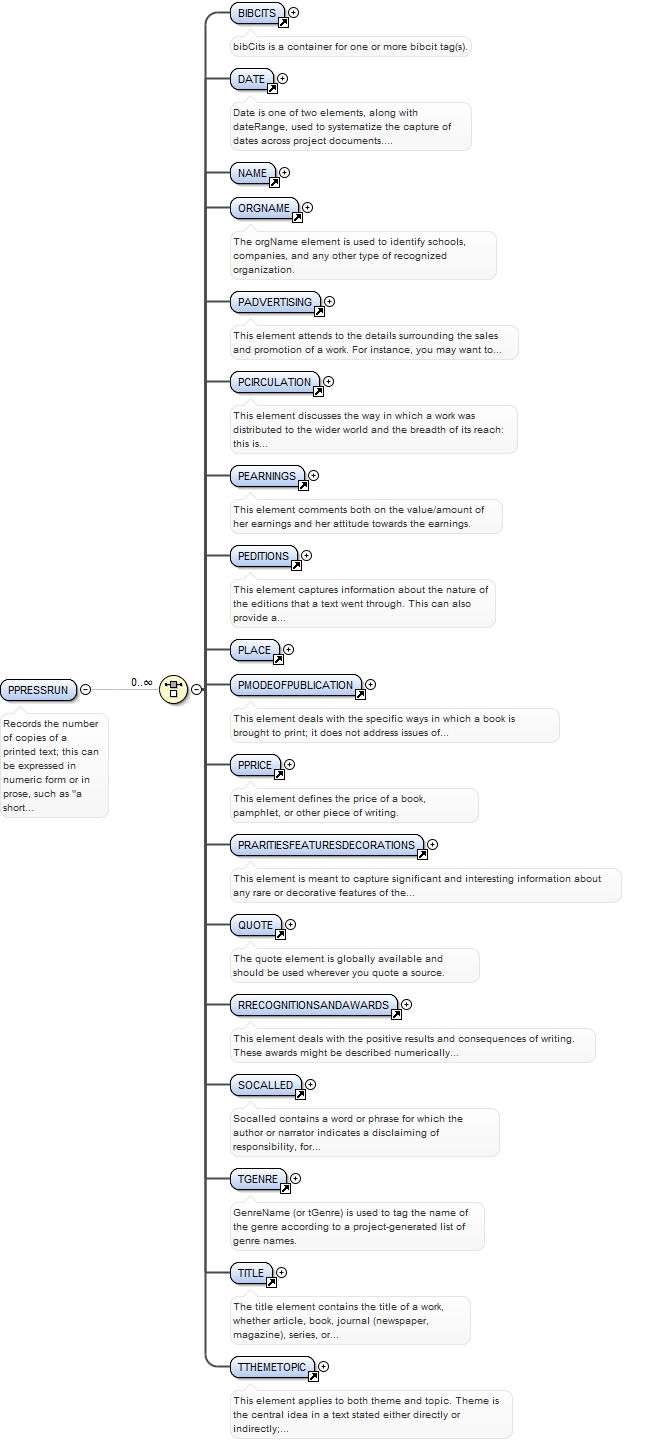 BIBCITS
bibCits is a container for one or more bibcit tag(s).
DATE
Date is one of two elements, along with
dateRange, used to systematize the capture of
dates across project documents....
NAME
ORGNAME
The orgName element is used to identify schools,
companies, and any other type of recognized
organization.
PADVERTISING
This element attends to the details surrounding the sales
and promotion of a work. For instance, you may want to...
PCIRCULATION
This element discusses the way in which a work was
distributed to the wider world and the breadth of its reach:
this is...
PEARNINGS
This element comments both on the value/amount of
her earnings and her attitude towards the earnings.
PEDITIONS
This element captures information about the nature of
the editions that a text went through. This can also
provide a...
PLACE
PPRESSRUN
0..∞
Records the number
of copies of a
printed text; this can
be expressed in
numeric form or in
prose, such as "a
short...
PMODEOFPUBLICATION
This element deals with the specific ways in which a book is
brought to print; it does not address issues of...
PPRICE
This element defines the price of a book,
pamphlet, or other piece of writing.
PRARITIESFEATURESDECORATIONS
This element is meant to capture significant and interesting information about
any rare or decorative features of the...
QUOTE
The quote element is globally available and
should be used wherever you quote a source.
RRECOGNITIONSANDAWARDS
This element deals with the positive results and consequences of writing.
These awards might be described numerically...
SOCALLED
Socalled contains a word or phrase for which the
author or narrator indicates a disclaiming of
responsibility, for...
TGENRE
GenreName (or tGenre) is used to tag the name of
the genre according to a project-generated list of
genre names.
TITLE
The title element contains the title of a work,
whether article, book, journal (newspaper,
magazine), series, or...
TTHEMETOPIC
This element applies to both theme and topic. Theme is
the central idea in a text stated either directly or
indirectly;...